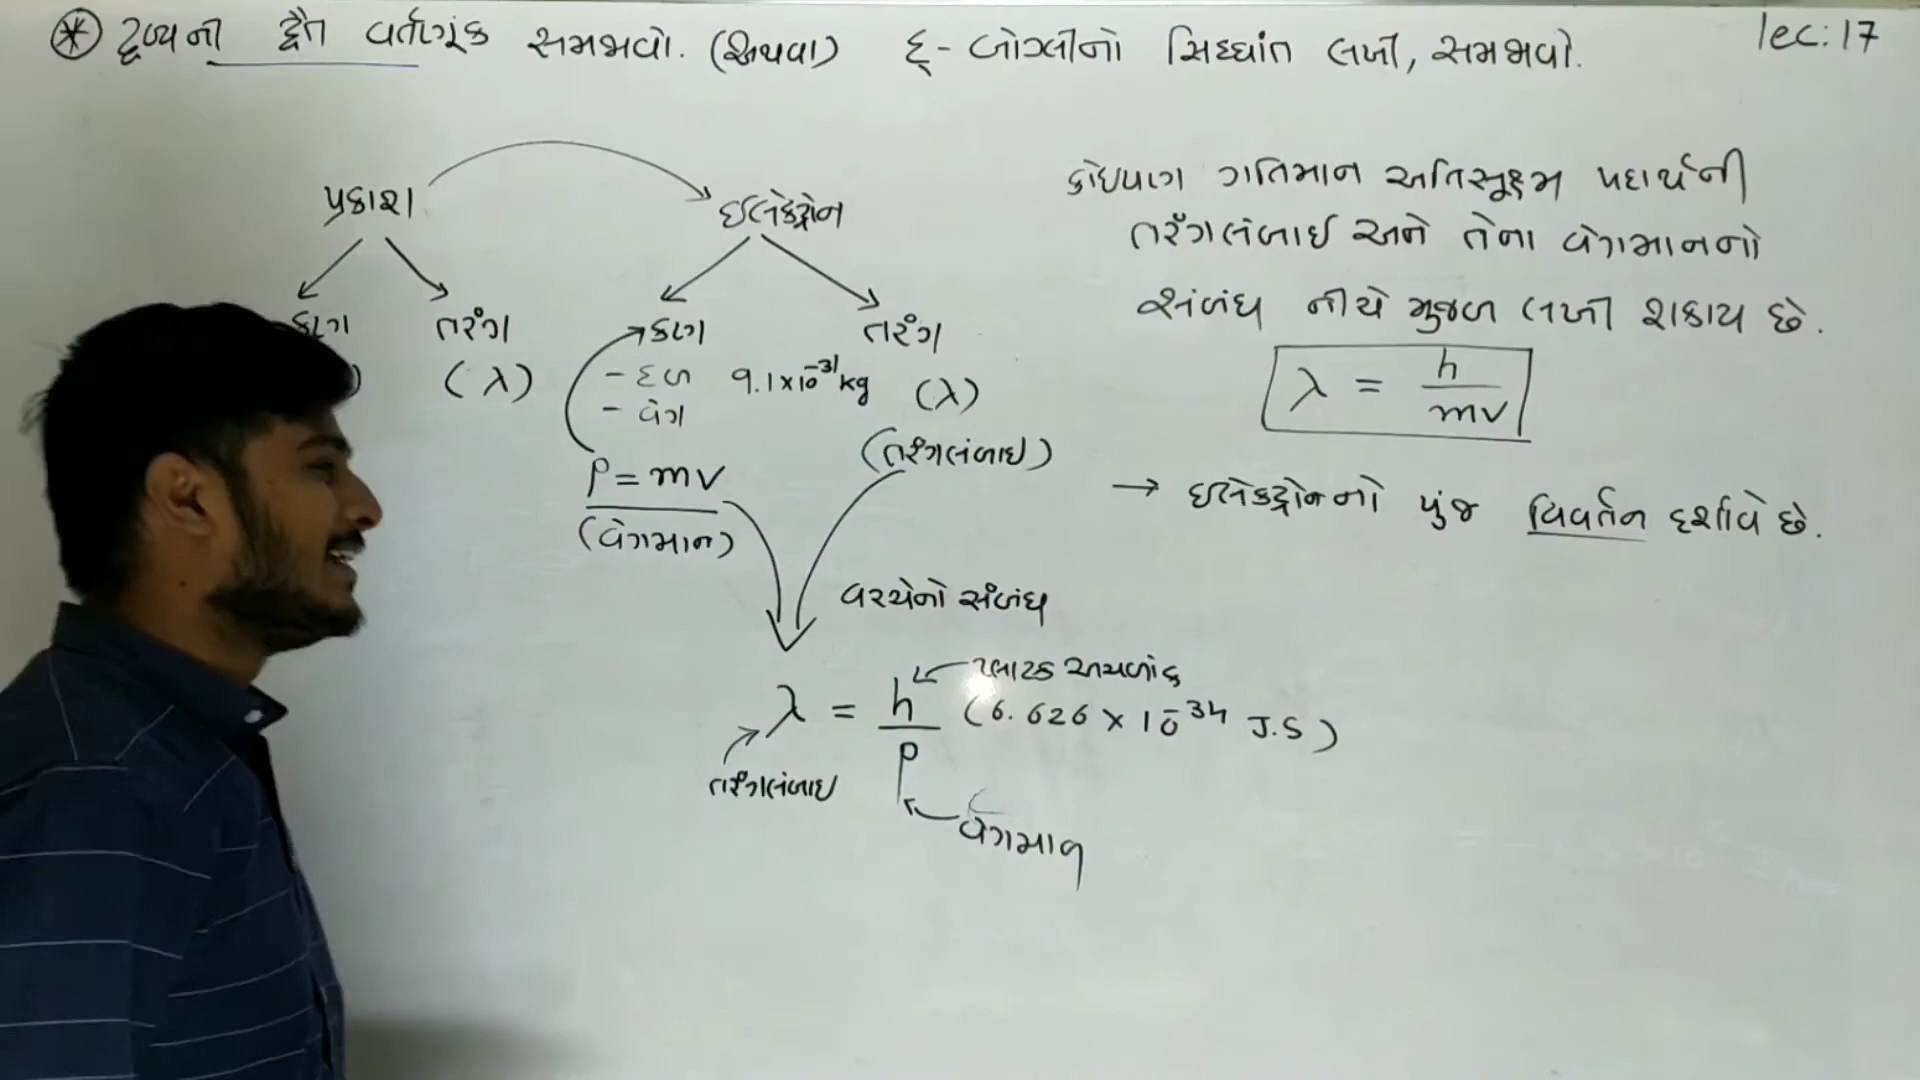 * દ્રવ્યની દ્વૈત વર્તણૂંક સમજાવો. (અથવા) દ્-બ્રોગ્લીનો સિદ્ધાંત લખી, સમજાવો.
lec: 17
પ્રકાશ
ઇલેક્ટ્રોન
કણ
તરંગ
(λ)
કણ
- દળ 9.1×10⁻³¹ kg
- વેગ
તરંગ
(λ)
(તરંગલંબાઇ)
p = mv
(વેગમાન)
વચ્ચેનો સંબંધ
λ = h/p (6.626 × 10⁻³⁴ J.S)
પ્લાન્ક અચળાંક
તરંગલંબાઇ
વેગમાન
કોઇપણ ગતિમાન અતિસૂક્ષ્મ પદાર્થની
તરંગલંબાઇ અને તેના વેગમાનનો
સંબંધ નીચે મુજબ લખી શકાય છે.
λ = h/mv
→ ઇલેક્ટ્રોનનો પુંજ વિવર્તન દર્શાવે છે.